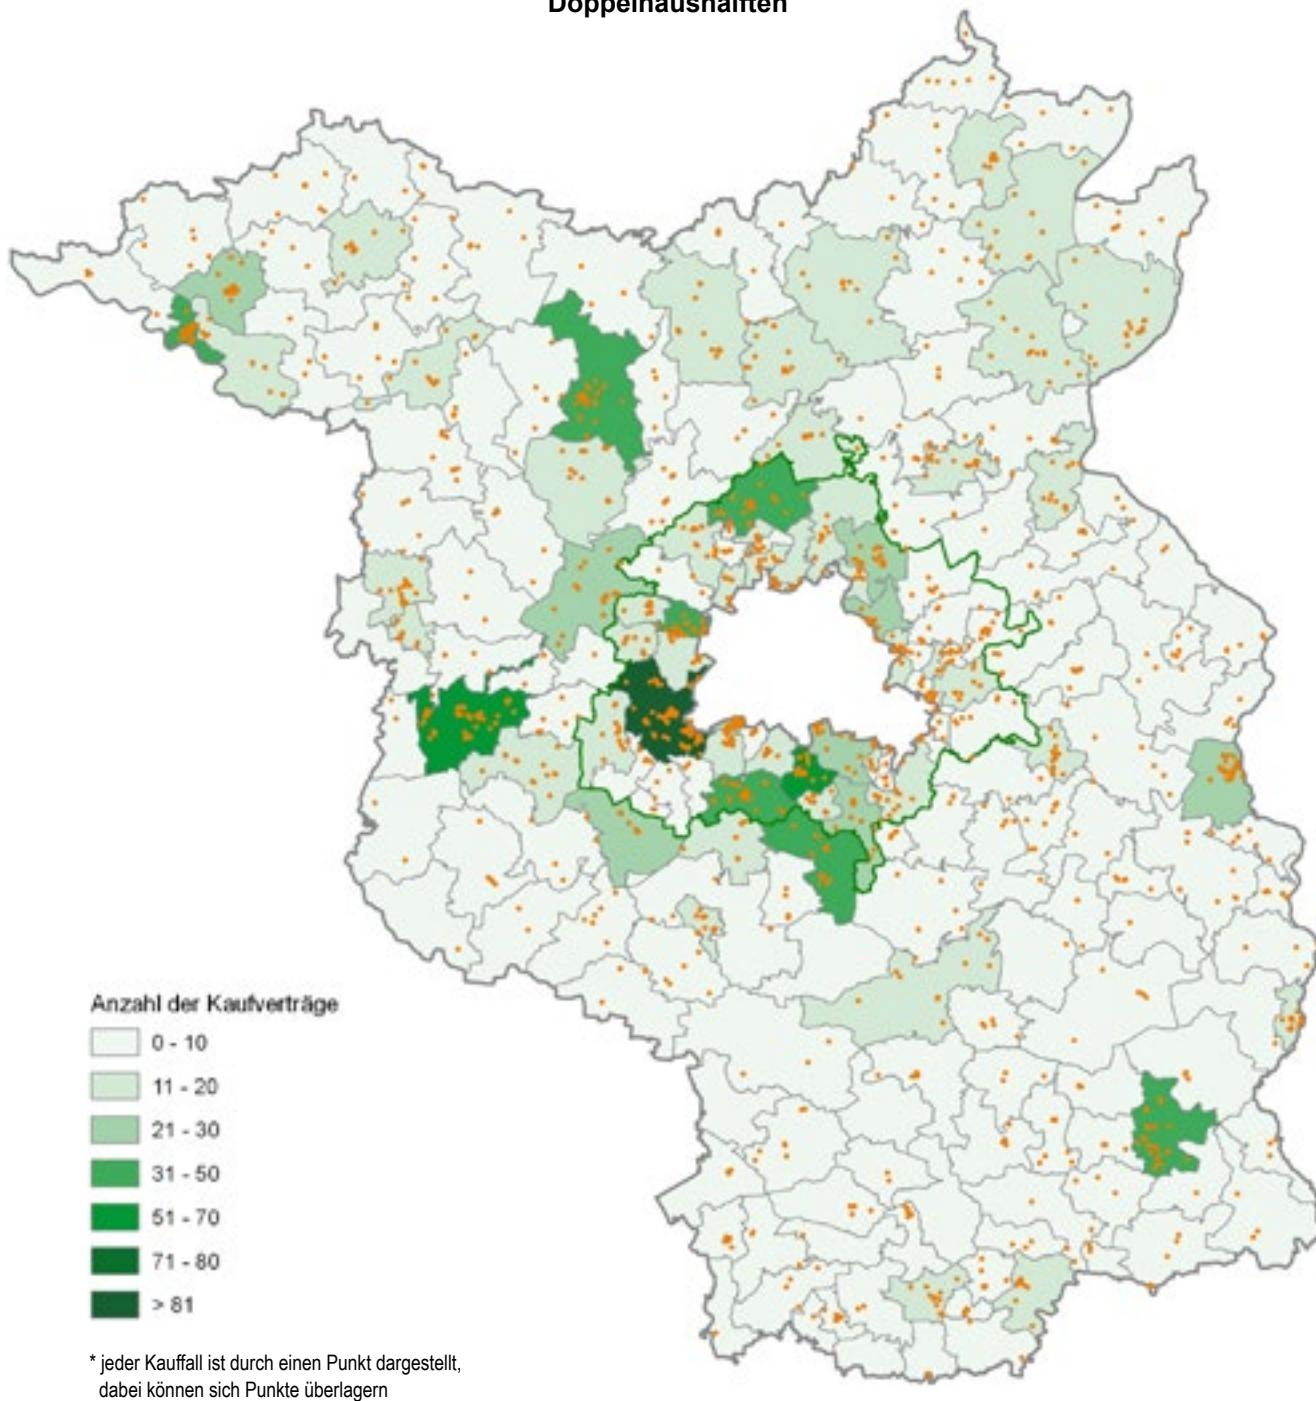 Doppelhaushälften
Anzahl der Kaufverträge
0 - 10
11 - 20
21 - 30
31 - 50
51 - 70
71 - 80
> 81
* jeder Kauffall ist durch einen Punkt dargestellt,
dabei können sich Punkte überlagern